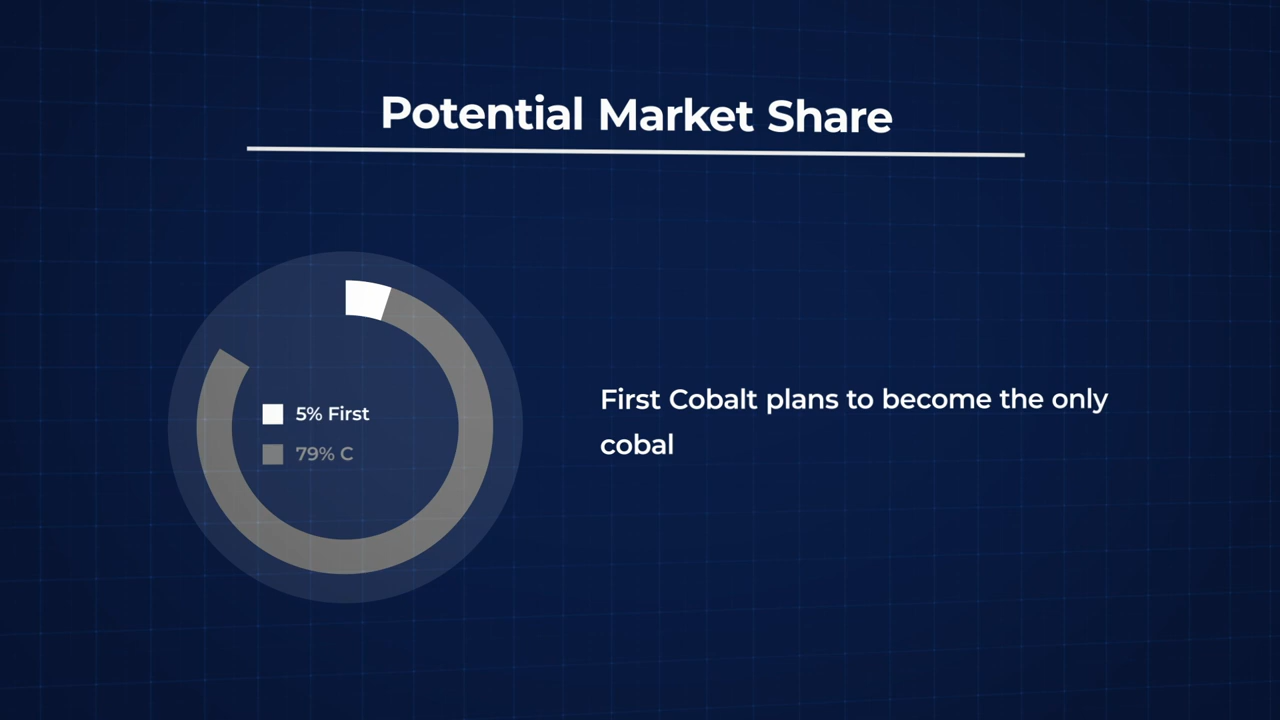 Potential Market Share
5% First
79% C
First Cobalt plans to become the only
cobal